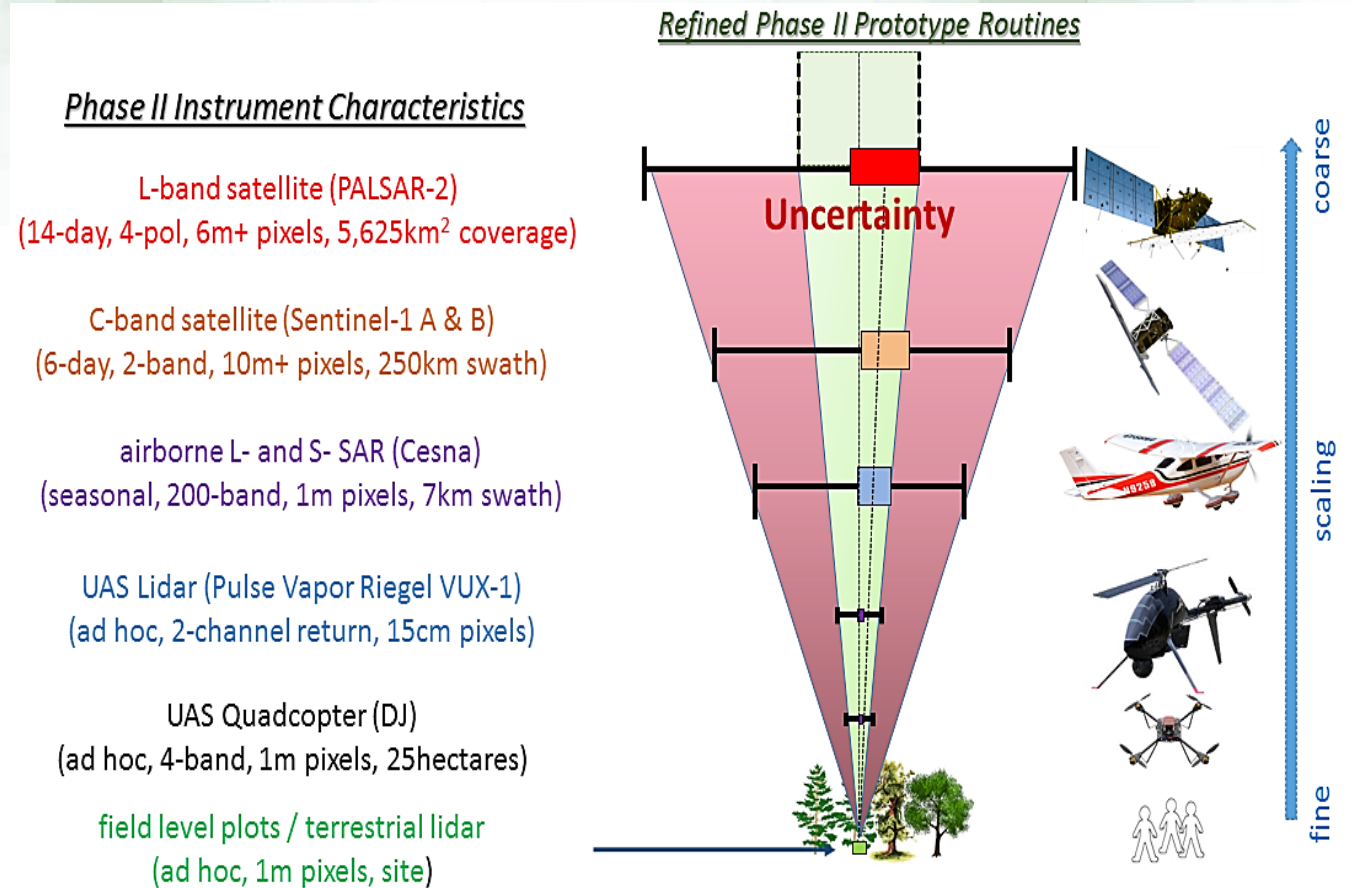 Refined Phase II Prototype Routines
Phase II Instrument Characteristics
L-band satellite (PALSAR-2)
(14-day, 4-pol, 6m+ pixels, 5,625km² coverage)
C-band satellite (Sentinel-1 A & B)
(6-day, 2-band, 10m+ pixels, 250km swath)
airborne L- and S- SAR (Cesna)
(seasonal, 200-band, 1m pixels, 7km swath)
UAS Lidar (Pulse Vapor Riegel VUX-1)
(ad hoc, 2-channel return, 15cm pixels)
UAS Quadcopter (DJ)
(ad hoc, 4-band, 1m pixels, 25hectares)
field level plots / terrestrial lidar
(ad hoc, 1m pixels, site)
Uncertainty
N9258
coarse
scaling
fine